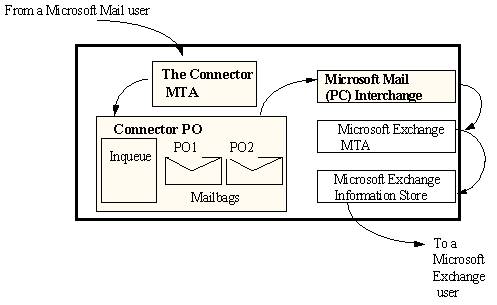 From a Microsoft Mail user
The Connector
MTA
Microsoft Mail
(PC) Interchange
Connector PO
Inqueue
PO1
PO2
Mailbags
Microsoft Exchange
MTA
Microsoft Exchange
Information Store
To a
Microsoft
Exchange
user